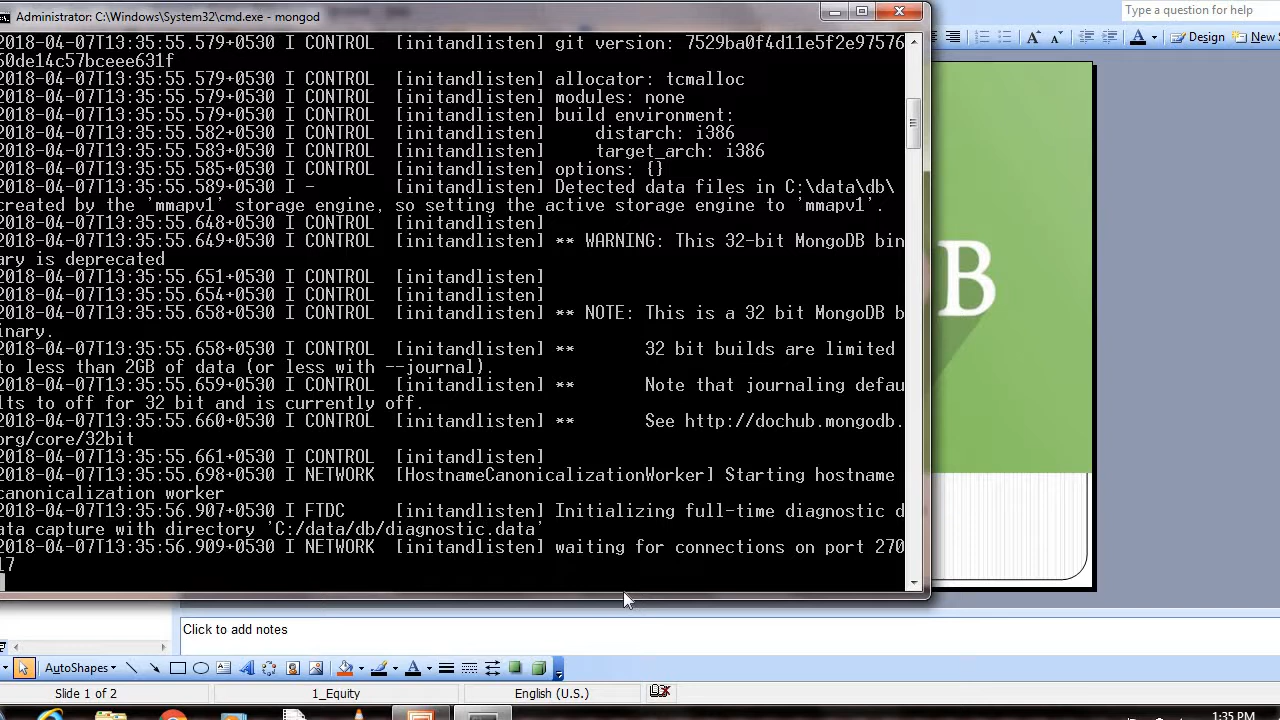 Administrator: C:\Windows\System32\cmd.exe - mongod
Type a question for help
2018-04-07T13:35:55.579+0530 I CONTROL  [initandlisten] git version: 7529ba0f4d11e5f2e97576
50de14c57bceee631f
2018-04-07T13:35:55.579+0530 I CONTROL  [initandlisten] allocator: tcmalloc
2018-04-07T13:35:55.579+0530 I CONTROL  [initandlisten] modules: none
2018-04-07T13:35:55.579+0530 I CONTROL  [initandlisten] build environment:
2018-04-07T13:35:55.582+0530 I CONTROL  [initandlisten]     distarch: i386
2018-04-07T13:35:55.583+0530 I CONTROL  [initandlisten]     target_arch: i386
2018-04-07T13:35:55.585+0530 I CONTROL  [initandlisten] options: {}
2018-04-07T13:35:55.589+0530 I -        [initandlisten] Detected data files in C:\data\db\
created by the 'mmapv1' storage engine, so setting the active storage engine to 'mmapv1'.
2018-04-07T13:35:55.648+0530 I CONTROL  [initandlisten]
2018-04-07T13:35:55.649+0530 I CONTROL  [initandlisten] ** WARNING: This 32-bit MongoDB bin
ary is deprecated
2018-04-07T13:35:55.651+0530 I CONTROL  [initandlisten]
2018-04-07T13:35:55.654+0530 I CONTROL  [initandlisten]
2018-04-07T13:35:55.658+0530 I CONTROL  [initandlisten] ** NOTE: This is a 32 bit MongoDB b
inary.
2018-04-07T13:35:55.658+0530 I CONTROL  [initandlisten] **       32 bit builds are limited
to less than 2GB of data (or less with --journal).
2018-04-07T13:35:55.659+0530 I CONTROL  [initandlisten] **       Note that journaling defau
lts to off for 32 bit and is currently off.
2018-04-07T13:35:55.660+0530 I CONTROL  [initandlisten] **       See http://dochub.mongodb.
org/core/32bit
2018-04-07T13:35:55.661+0530 I CONTROL  [initandlisten]
2018-04-07T13:35:55.698+0530 I NETWORK  [HostnameCanonicalizationWorker] Starting hostname
canonicalization worker
2018-04-07T13:35:56.907+0530 I FTDC     [initandlisten] Initializing full-time diagnostic d
ata capture with directory 'C:/data/db/diagnostic.data'
2018-04-07T13:35:56.909+0530 I NETWORK  [initandlisten] waiting for connections on port 270
17
Design
New S
B
Click to add notes
AutoShapes
Slide 1 of 2
1_Equity
English (U.S.)
1:35 PM